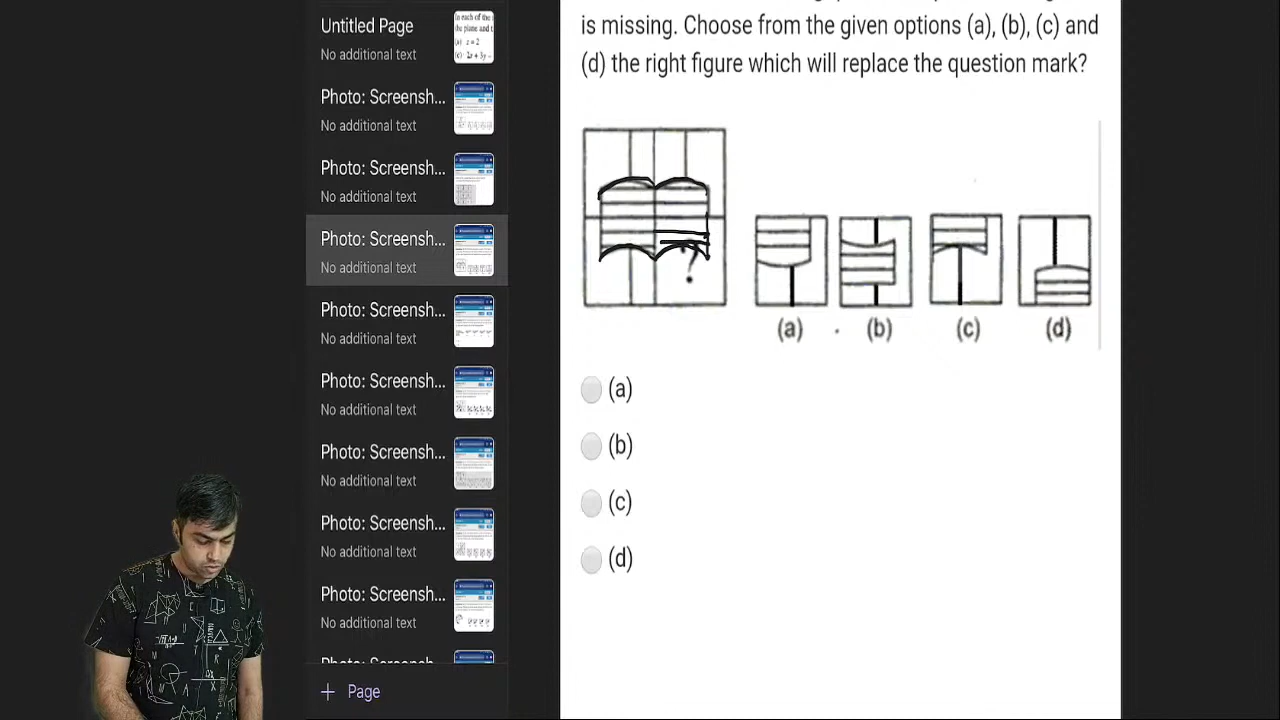 Untitled Page
No additional text
Photo: Screensh...
No additional text
Photo: Screensh...
No additional text
Photo: Screensh...
No additional text
Photo: Screensh...
No additional text
Photo: Screensh...
No additional text
Photo: Screensh...
No additional text
Photo: Screensh...
No additional text
Photo: Screensh...
No additional text
+ Page
is missing. Choose from the given options (a), (b), (c) and
(d) the right figure which will replace the question mark?
?
(a) (b) (c) (d)
(a)
(b)
(c)
(d)